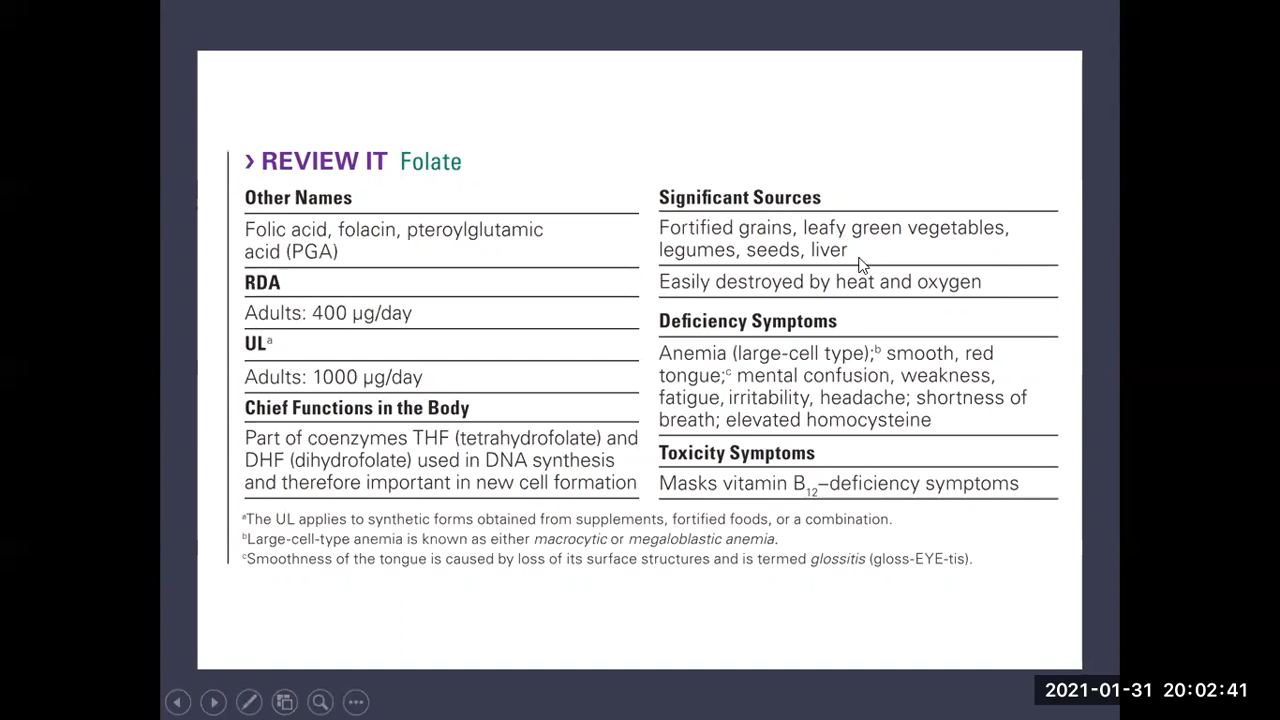 › REVIEW IT Folate
Other Names
Folic acid, folacin, pteroylglutamic
acid (PGA)
RDA
Adults: 400 µg/day
ULᵃ
Adults: 1000 µg/day
Chief Functions in the Body
Part of coenzymes THF (tetrahydrofolate) and
DHF (dihydrofolate) used in DNA synthesis
and therefore important in new cell formation
Significant Sources
Fortified grains, leafy green vegetables,
legumes, seeds, liver
Easily destroyed by heat and oxygen
Deficiency Symptoms
Anemia (large-cell type);ᵇ smooth, red
tongue;ᶜ mental confusion, weakness,
fatigue, irritability, headache; shortness of
breath; elevated homocysteine
Toxicity Symptoms
Masks vitamin B₁₂–deficiency symptoms
ᵃThe UL applies to synthetic forms obtained from supplements, fortified foods, or a combination.
ᵇLarge-cell-type anemia is known as either macrocytic or megaloblastic anemia.
ᶜSmoothness of the tongue is caused by loss of its surface structures and is termed glossitis (gloss-EYE-tis).
2021-01-31 20:02:41